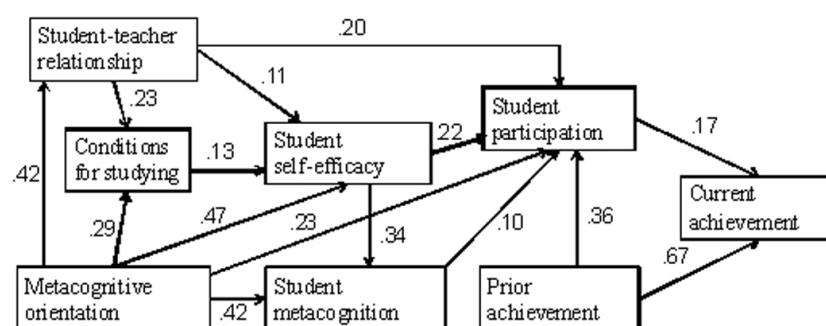 Student-teacher
relationship
.20
.11
.23
Student
participation
.17
Conditions
for studying
.13
Student
self-efficacy
.22
Current
achievement
.42
.29
.47
.23
.34
.10
.36
.67
Metacognitive
orientation
.42
Student
metacognition
Prior
achievement